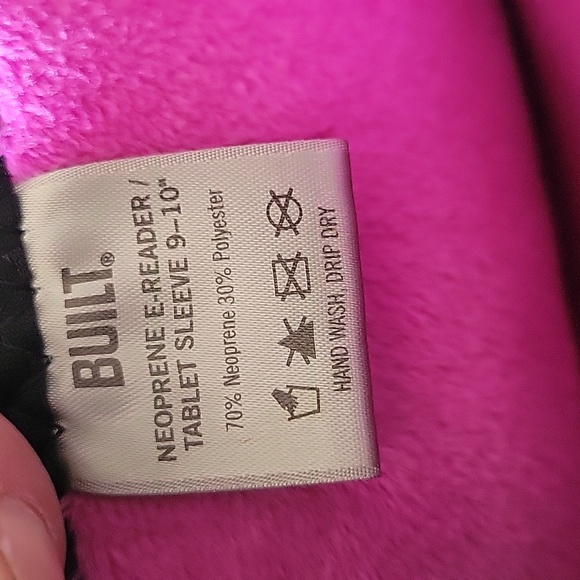 BUILT®
NEOPRENE E-READER /
TABLET SLEEVE 9-10"
70% Neoprene 30% Polyester
HAND WASH DRIP DRY